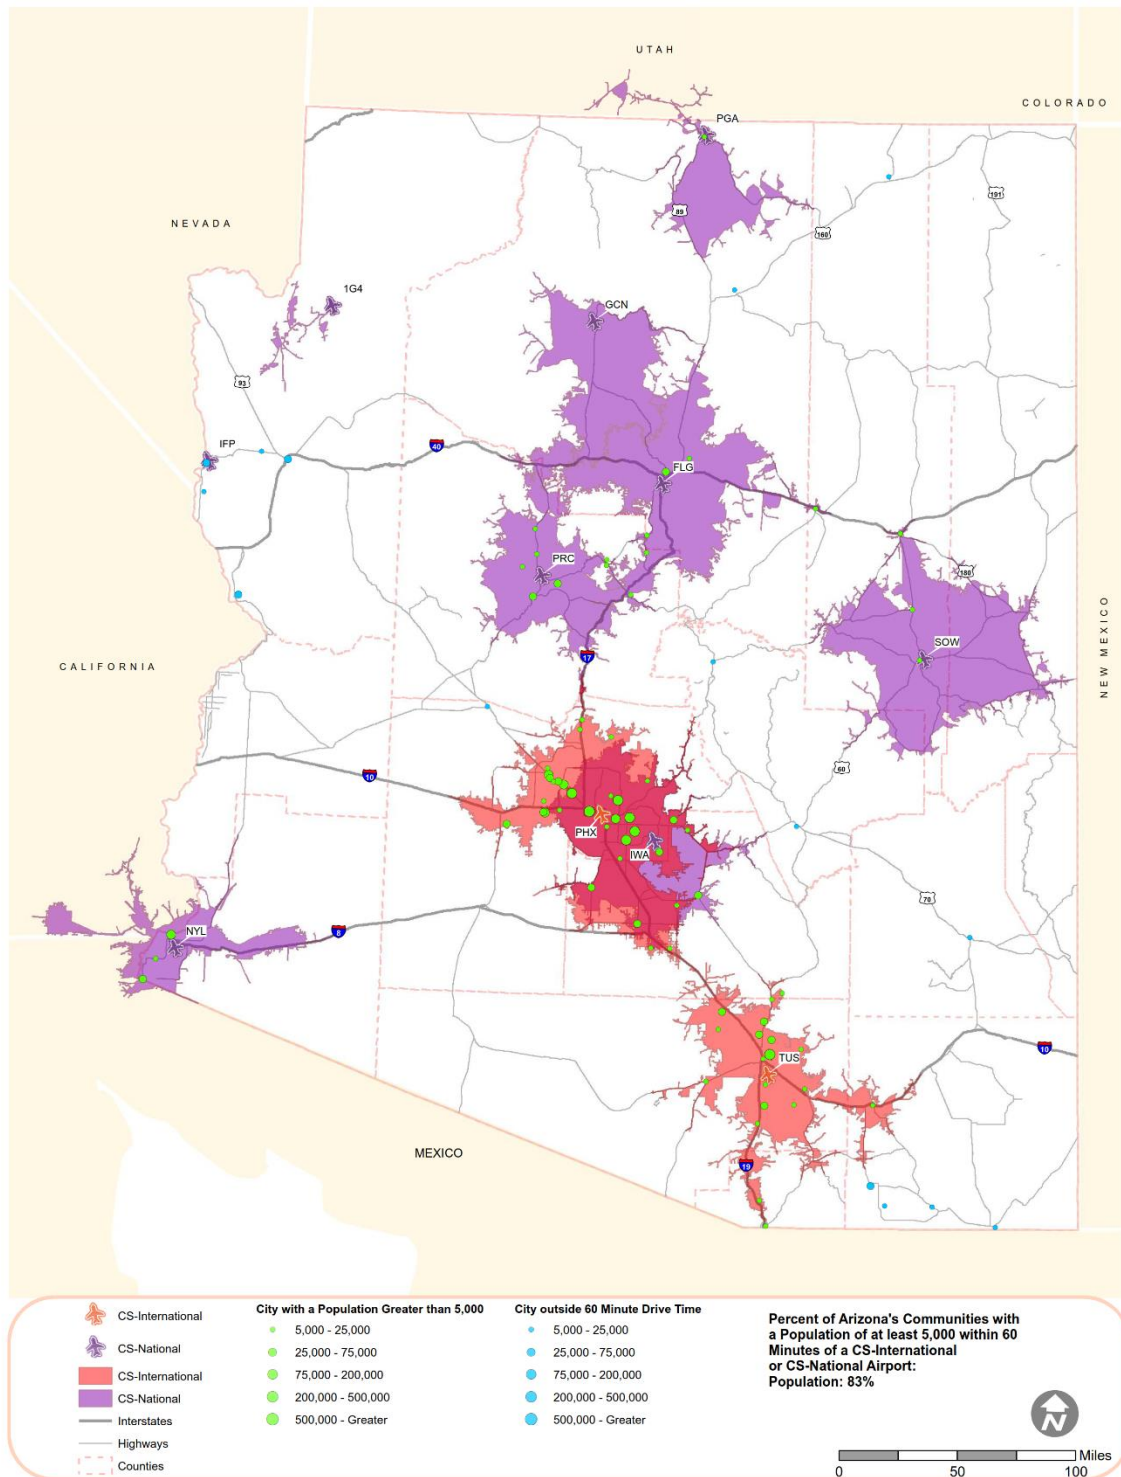 UTAH
COLORADO
PGA
191
89
160
NEVADA
1G4
GCN
93
IFP
40
FLG
PRC
180
SOW
NEW MEXICO
CALIFORNIA
17
60
10
PHX
IWA
70
NYL
8
TUS
10
MEXICO
19
CS-International
CS-National
CS-International
CS-National
Interstates
Highways
Counties
City with a Population Greater than 5,000
5,000 - 25,000
25,000 - 75,000
75,000 - 200,000
200,000 - 500,000
500,000 - Greater
City outside 60 Minute Drive Time
5,000 - 25,000
25,000 - 75,000
75,000 - 200,000
200,000 - 500,000
500,000 - Greater
Percent of Arizona's Communities with
a Population of at least 5,000 within 60
Minutes of a CS-International
or CS-National Airport:
Population: 83%
N
Miles
0 50 100